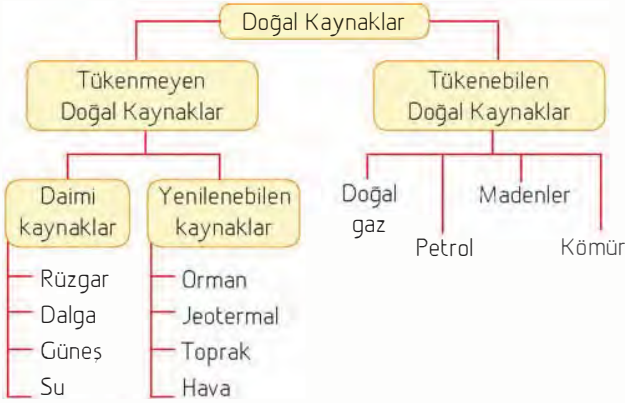 Doğal Kaynaklar
Tükenmeyen
Doğal Kaynaklar
Tükenebilen
Doğal Kaynaklar
Daimi
kaynaklar
Yenilenebilen
kaynaklar
Doğal
gaz
Petrol
Madenler
Kömür
Rüzgar
Dalga
Güneş
Su
Orman
Jeotermal
Toprak
Hava